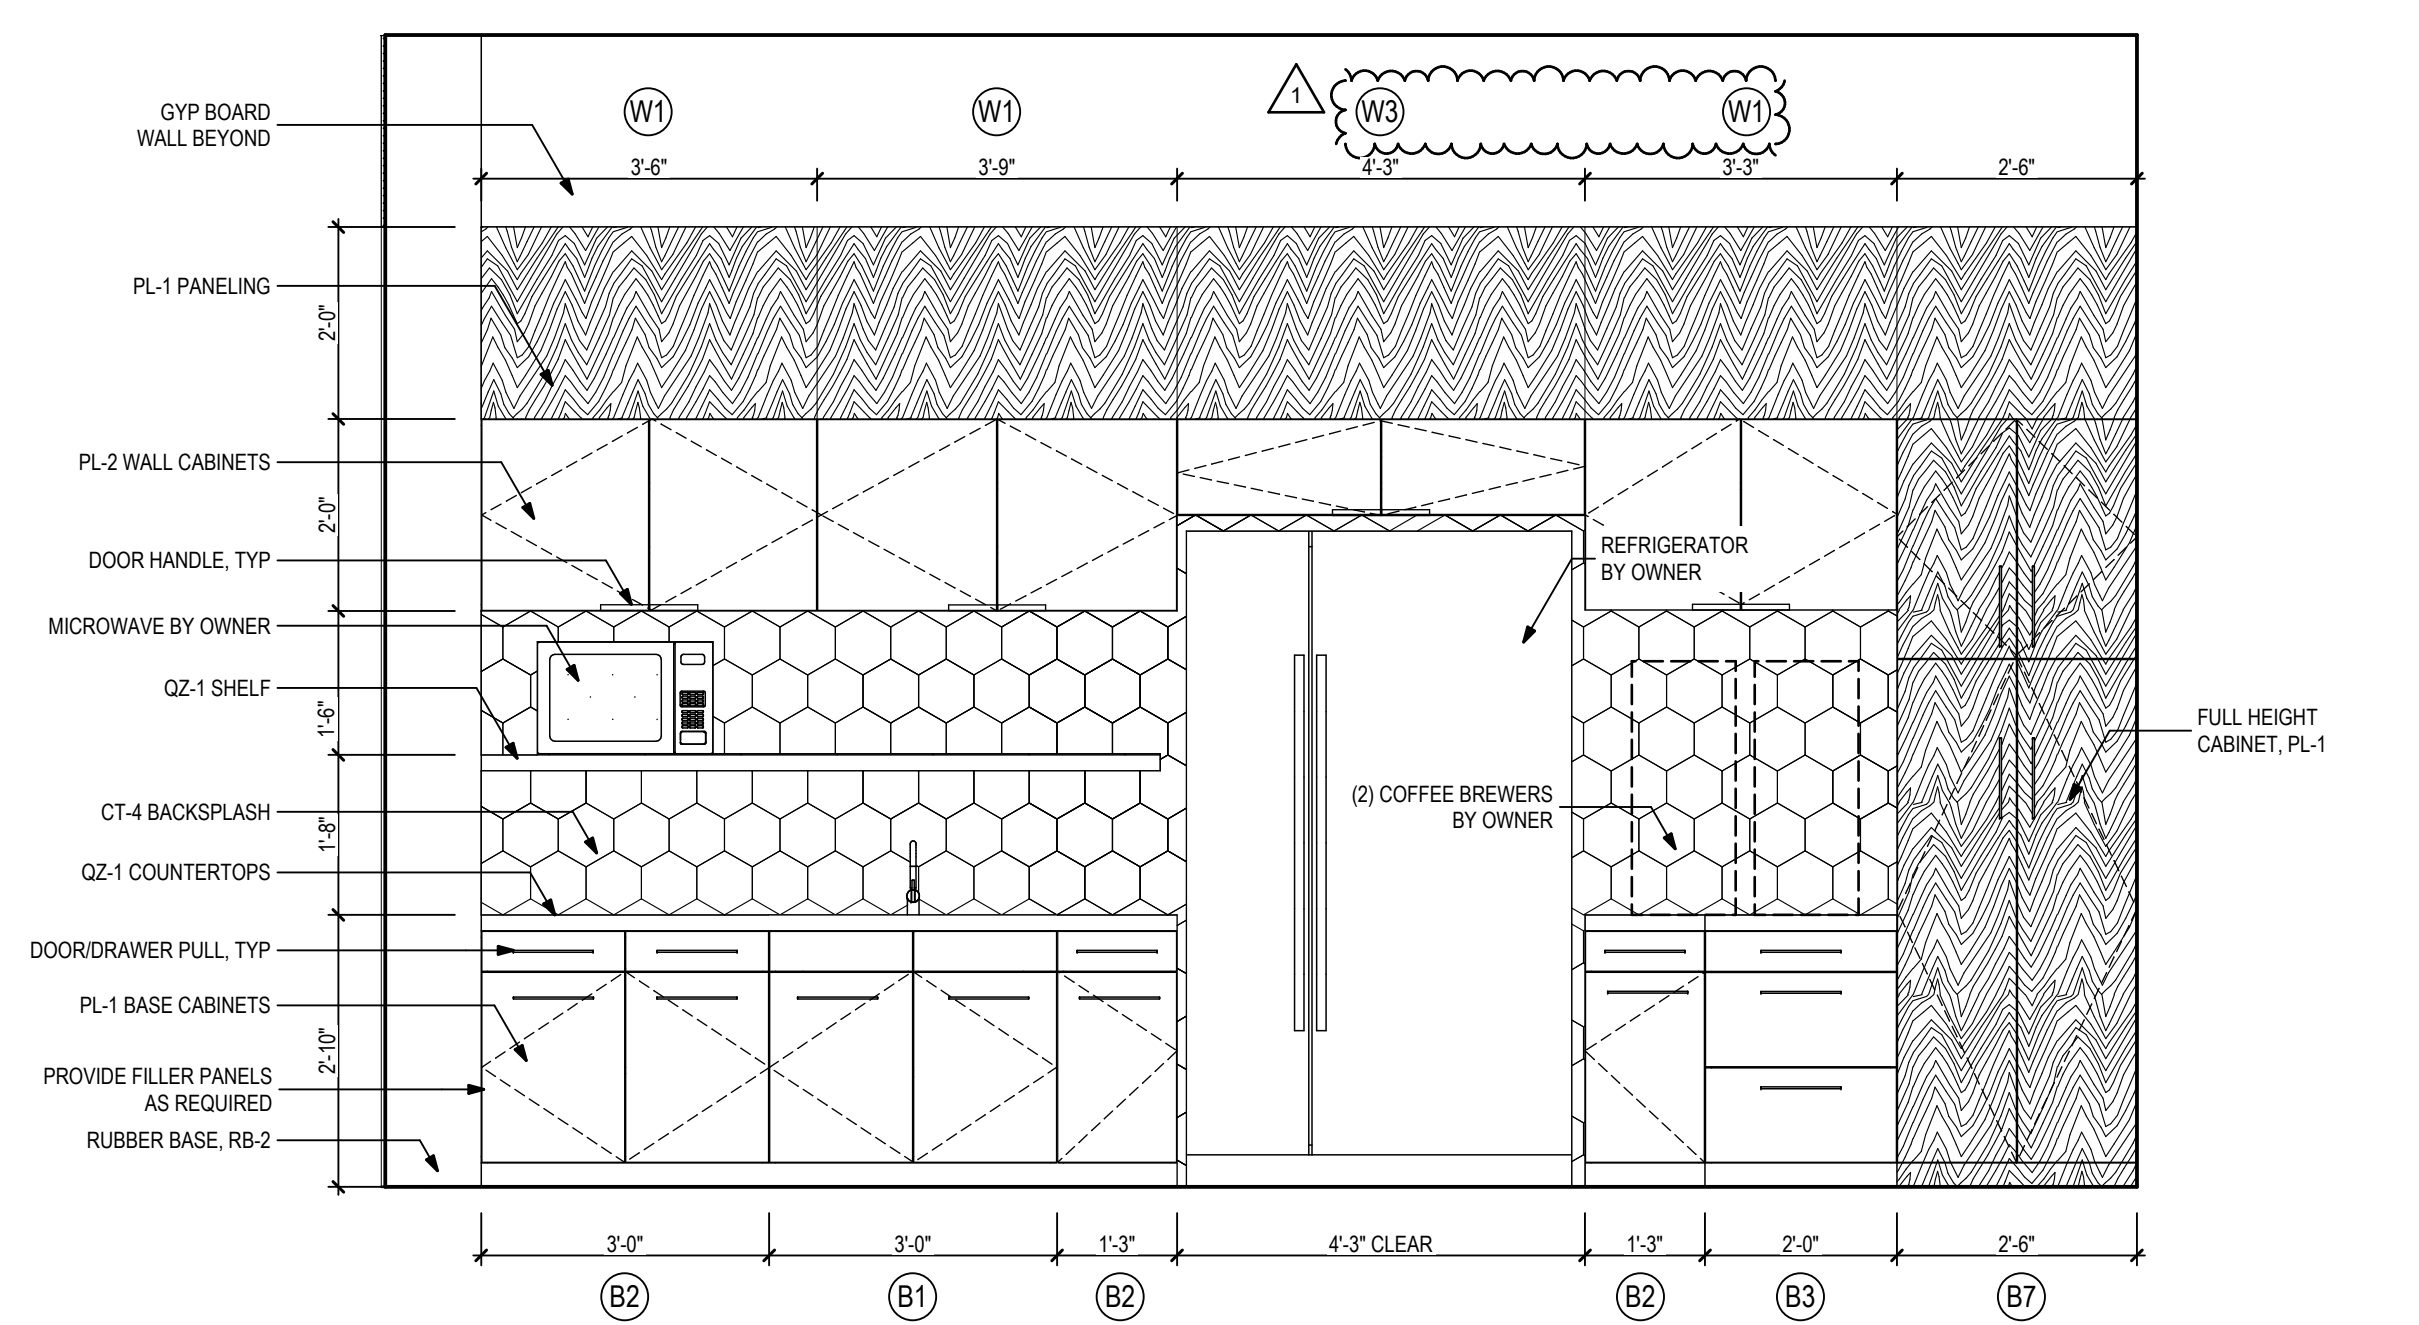 GYP BOARD
WALL BEYOND
W1
W1
1
W3
W1
3'-6"
3'-9"
4'-3"
3'-3"
2'-6"
PL-1 PANELING
2'-0"
PL-2 WALL CABINETS
2'-0"
DOOR HANDLE, TYP
REFRIGERATOR
BY OWNER
MICROWAVE BY OWNER
QZ-1 SHELF
1'-6"
FULL HEIGHT
CABINET, PL-1
(2) COFFEE BREWERS
BY OWNER
CT-4 BACKSPLASH
1'-8"
QZ-1 COUNTERTOPS
DOOR/DRAWER PULL, TYP
PL-1 BASE CABINETS
2'-10"
PROVIDE FILLER PANELS
AS REQUIRED
RUBBER BASE, RB-2
3'-0"
3'-0"
1'-3"
4'-3" CLEAR
1'-3"
2'-0"
2'-6"
B2
B1
B2
B2
B3
B7